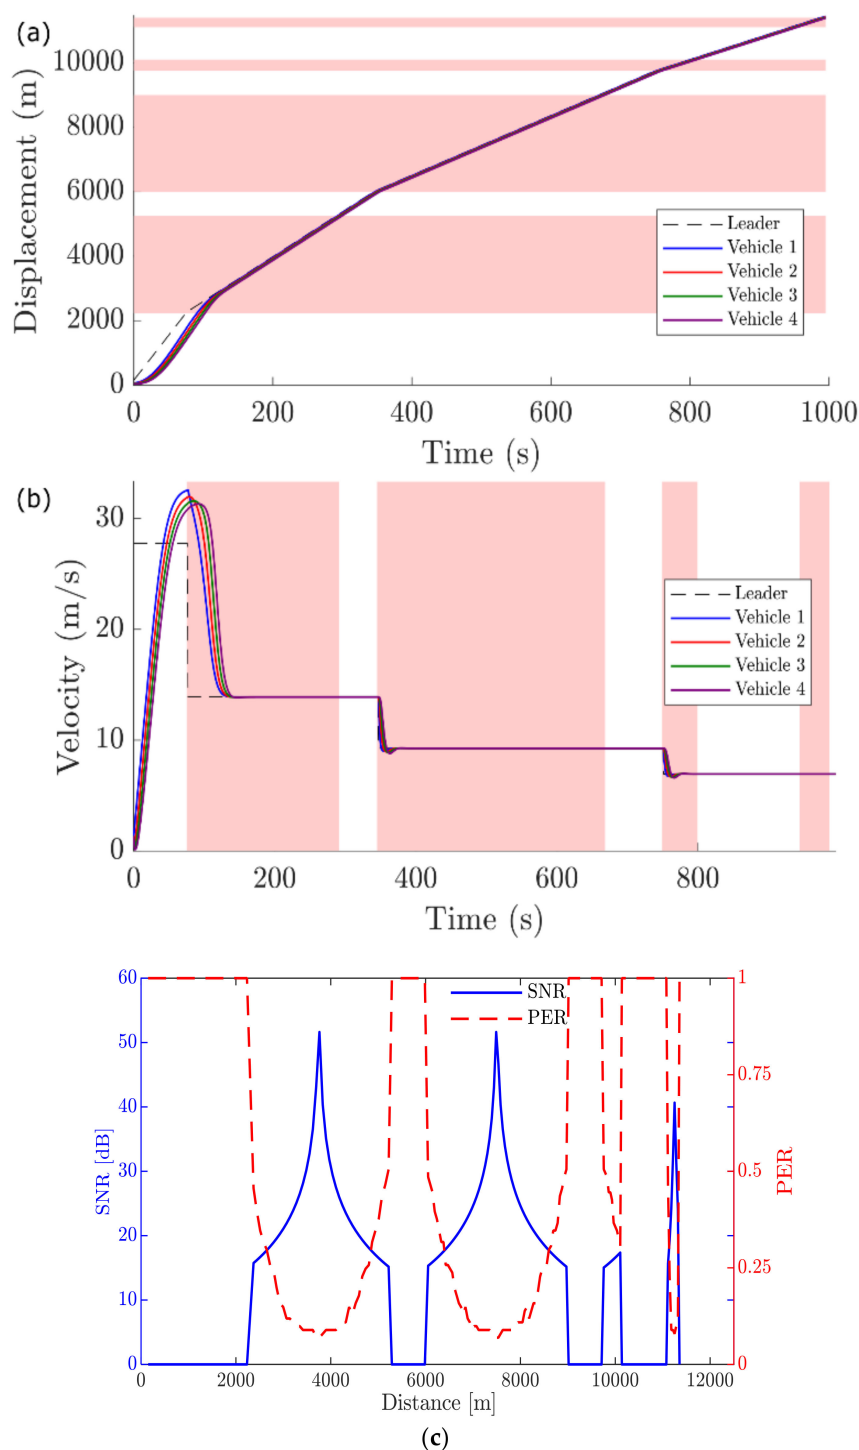 (a)
Displacement (m)
10000
8000
6000
4000
2000
0
Leader
Vehicle 1
Vehicle 2
Vehicle 3
Vehicle 4
0 200 400 600 800 1000
Time (s)
(b)
Velocity (m/s)
30
20
10
0
Leader
Vehicle 1
Vehicle 2
Vehicle 3
Vehicle 4
0 200 400 600 800
Time (s)
SNR [dB]
60
50
40
30
20
10
0
SNR
PER
1
0.75
0.5
0.25
0
PER
0 2000 4000 6000 8000 10000 12000
Distance [m]
(c)